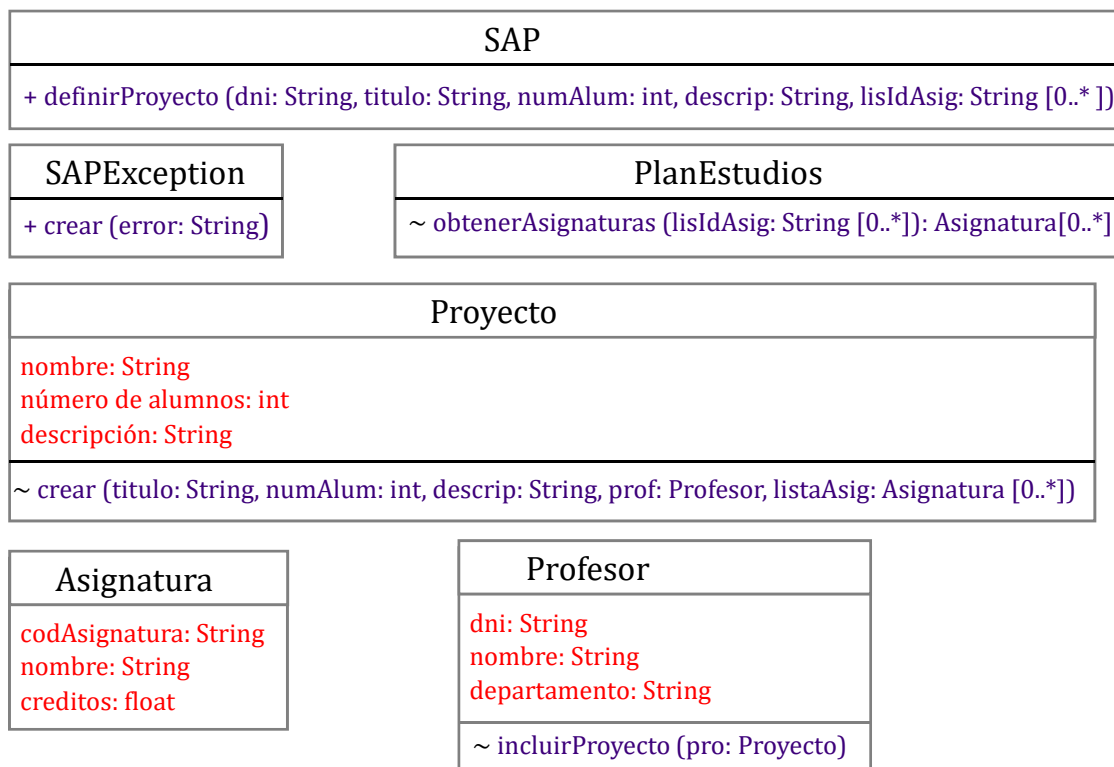 SAP
+ definirProyecto (dni: String, titulo: String, numAlum: int, descrip: String, lisIdAsig: String [0..* ])
SAPException
+ crear (error: String)
PlanEstudios
~ obtenerAsignaturas (lisIdAsig: String [0..*]): Asignatura[0..*]
Proyecto
nombre: String
número de alumnos: int
descripción: String
~ crear (titulo: String, numAlum: int, descrip: String, prof: Profesor, listaAsig: Asignatura [0..*])
Asignatura
codAsignatura: String
nombre: String
creditos: float
Profesor
dni: String
nombre: String
departamento: String
~ incluirProyecto (pro: Proyecto)